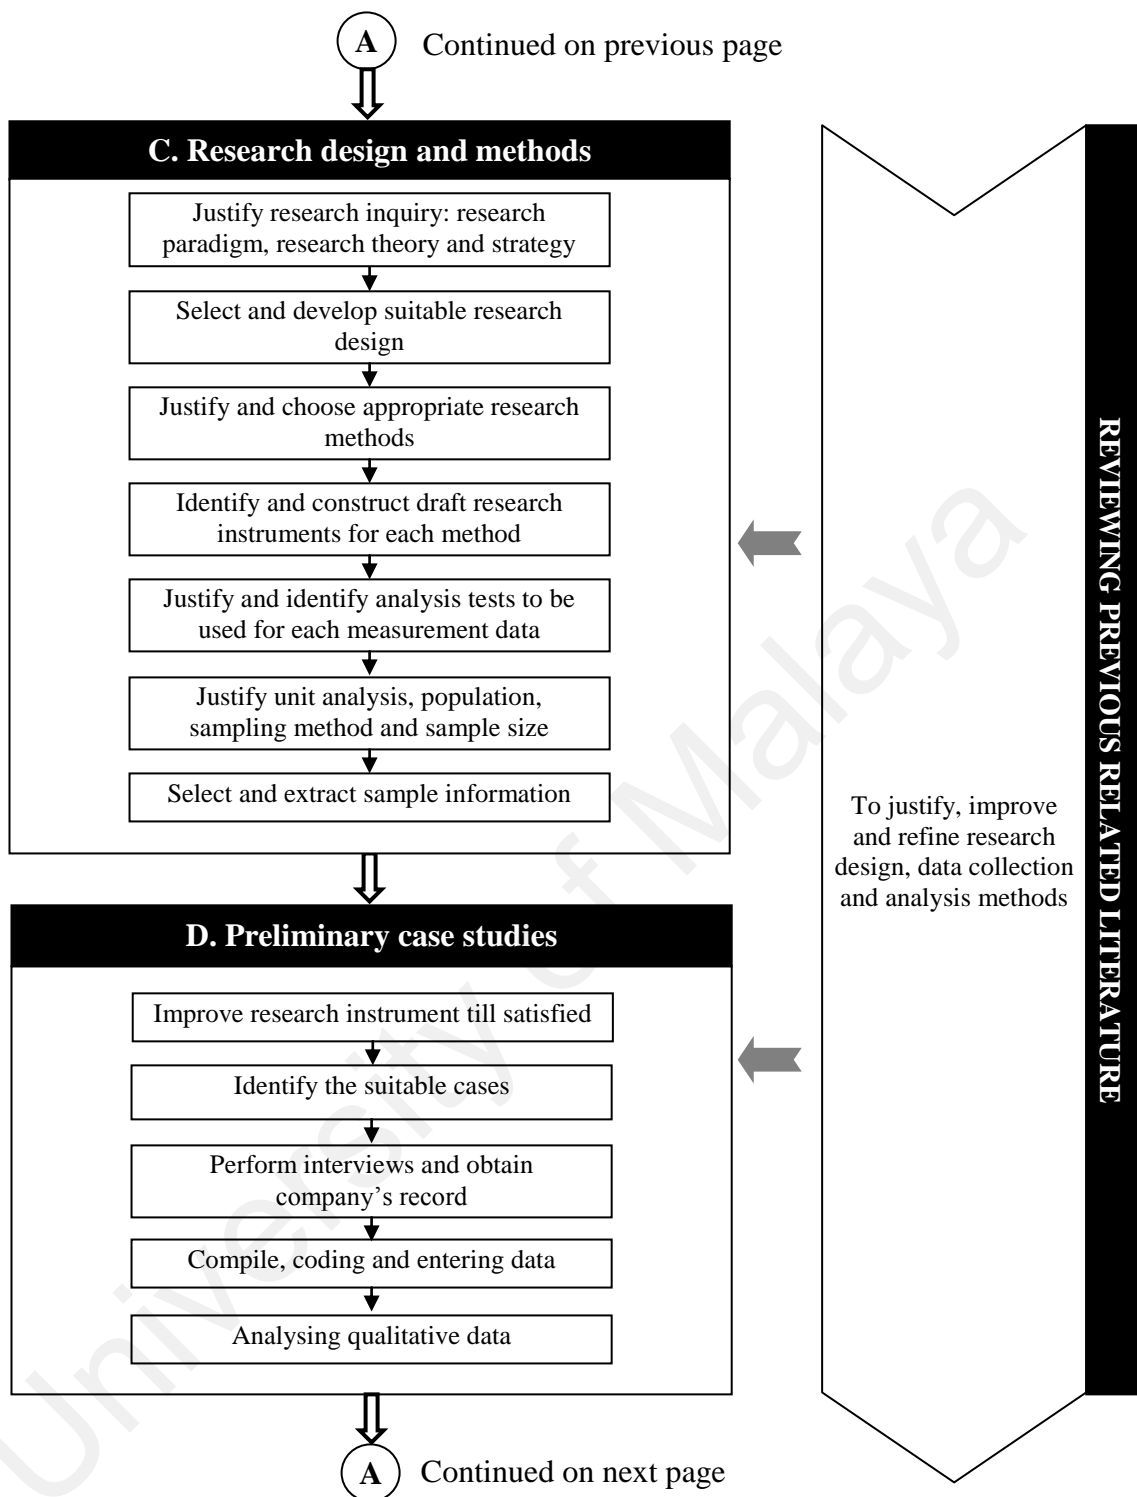 A Continued on previous page
C. Research design and methods
Justify research inquiry: research
paradigm, research theory and strategy
Select and develop suitable research
design
Justify and choose appropriate research
methods
Identify and construct draft research
instruments for each method
Justify and identify analysis tests to be
used for each measurement data
Justify unit analysis, population,
sampling method and sample size
Select and extract sample information
D. Preliminary case studies
Improve research instrument till satisfied
Identify the suitable cases
Perform interviews and obtain
company’s record
Compile, coding and entering data
Analysing qualitative data
A Continued on next page
To justify, improve
and refine research
design, data collection
and analysis methods
REVIEWING PREVIOUS RELATED LITERATURE
University of Malaya